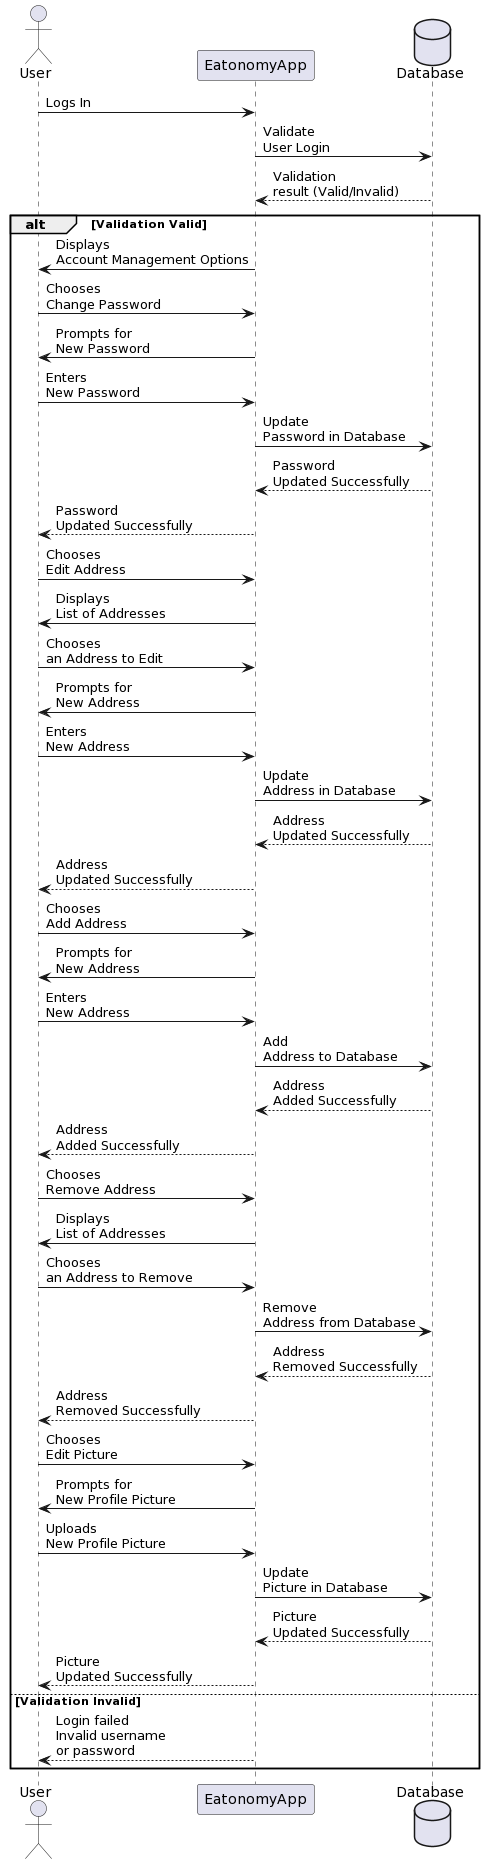 User
EatonomyApp
Database
Logs In
Validate
User Login
Validation
result (Valid/Invalid)
alt [Validation Valid]
Displays
Account Management Options
Chooses
Change Password
Prompts for
New Password
Enters
New Password
Update
Password in Database
Password
Updated Successfully
Password
Updated Successfully
Chooses
Edit Address
Displays
List of Addresses
Chooses
an Address to Edit
Prompts for
New Address
Enters
New Address
Update
Address in Database
Address
Updated Successfully
Address
Updated Successfully
Chooses
Add Address
Prompts for
New Address
Enters
New Address
Add
Address to Database
Address
Added Successfully
Address
Added Successfully
Chooses
Remove Address
Displays
List of Addresses
Chooses
an Address to Remove
Remove
Address from Database
Address
Removed Successfully
Address
Removed Successfully
Chooses
Edit Picture
Prompts for
New Profile Picture
Uploads
New Profile Picture
Update
Picture in Database
Picture
Updated Successfully
Picture
Updated Successfully
[Validation Invalid]
Login failed
Invalid username
or password
User
EatonomyApp
Database